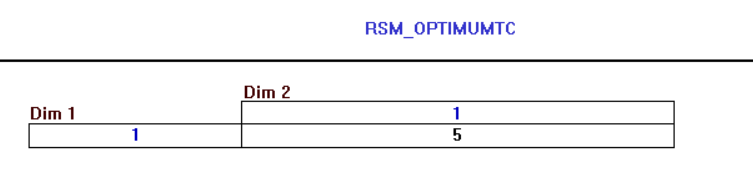 RSM_OPTIMUMTC
Dim 2
Dim 1
1
1 5